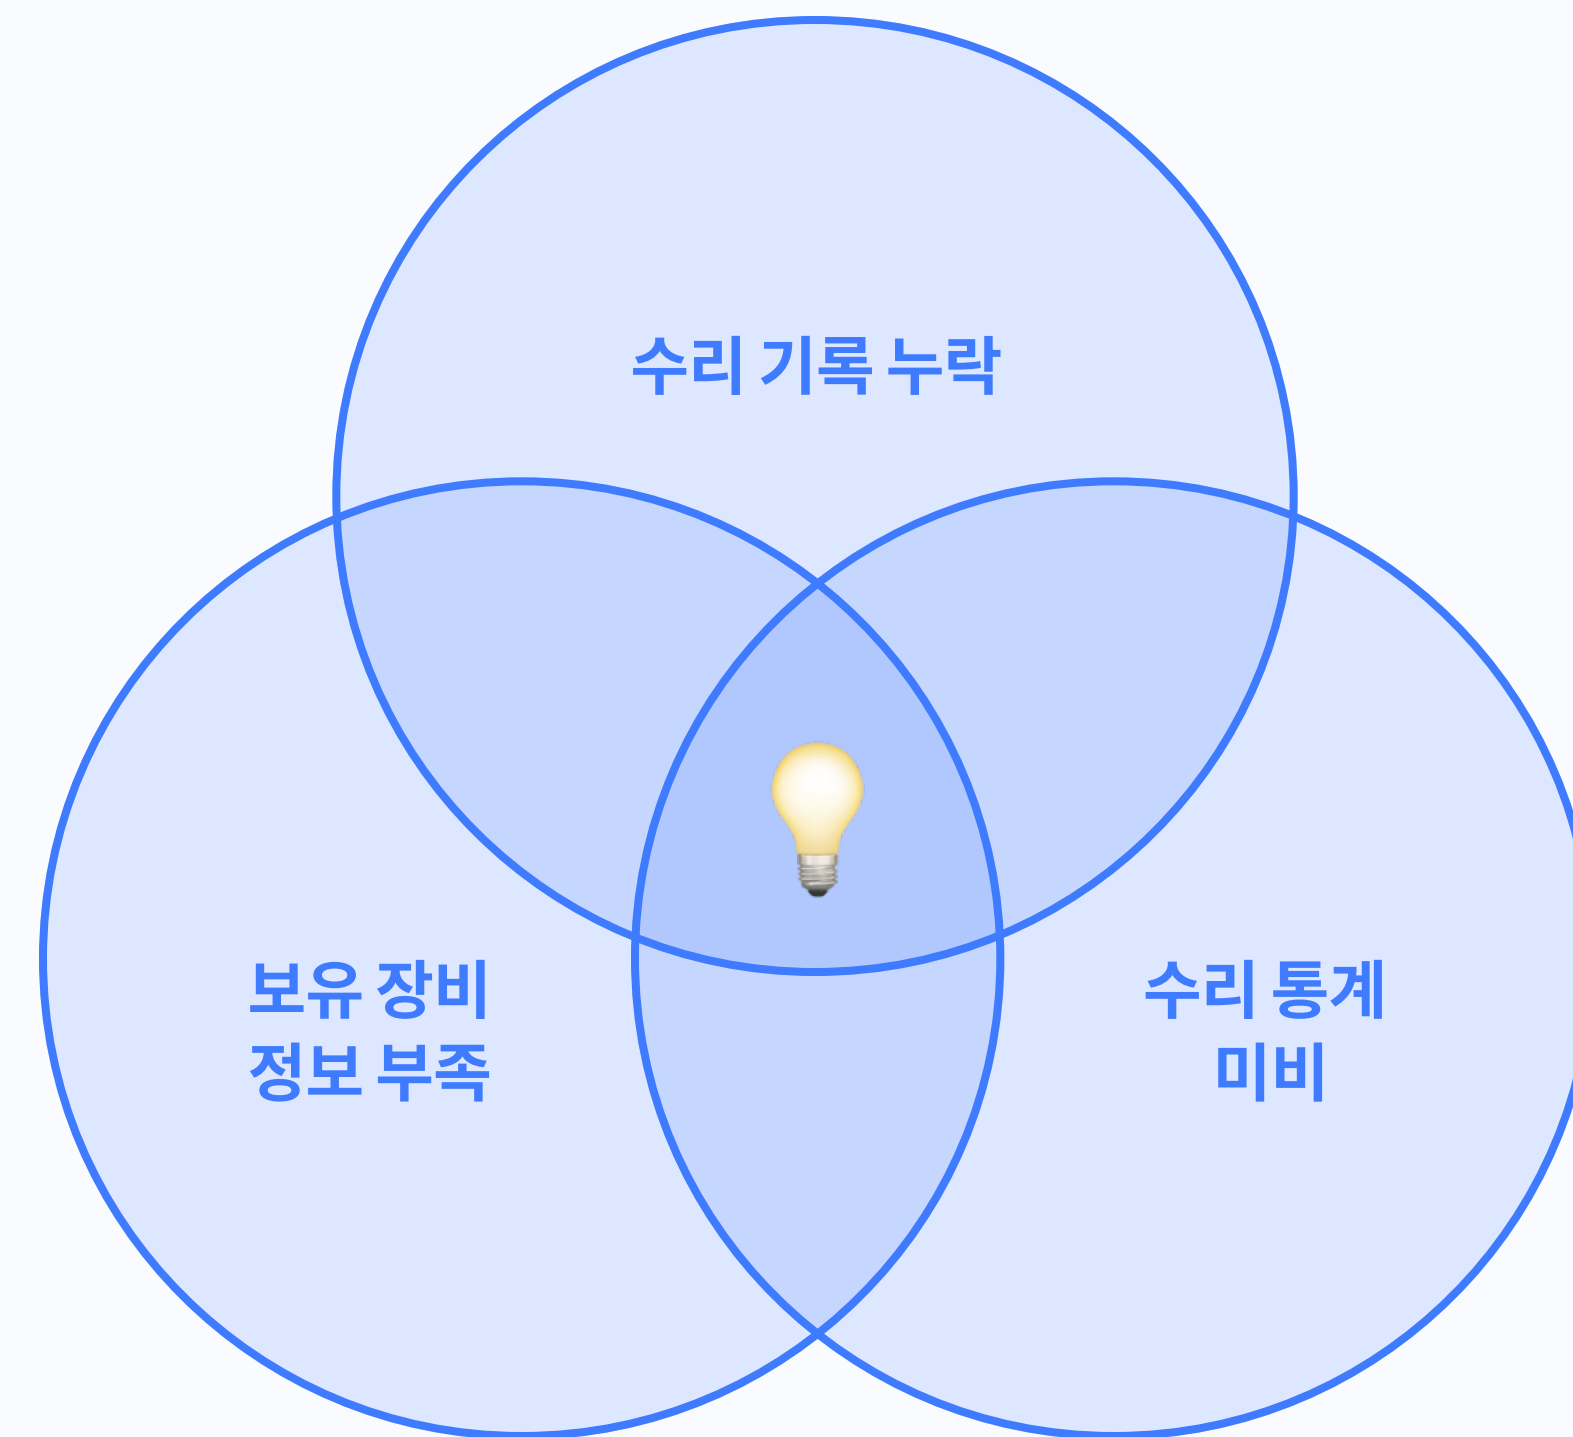 수리 기록 누락
보유 장비
정보 부족
수리 통계
미비